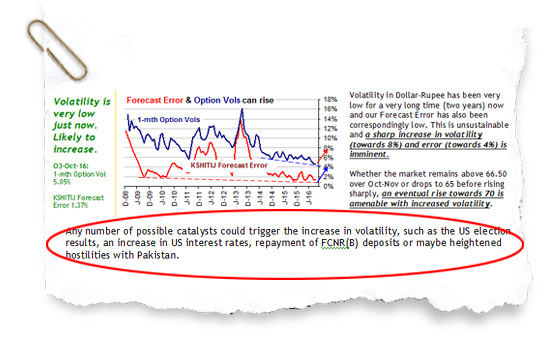 Volatility is
very low
just now.
Likely to
increase.
03-Oct-16:
1-mth Option Vol
5.05%
KSHITIJ Forecast
Error 1.37%
Forecast Error & Option Vols can rise
1-mth Option Vols
KSHITIJ Forecast Error
18%
16%
14%
12%
10%
8%
6%
4%
2%
0%
D-08
J-09
D-09
J-10
D-10
J-11
D-11
J-12
D-12
J-13
D-13
J-14
D-14
J-15
D-15
J-16
Volatility in Dollar-Rupee has been very
low for a very long time (two years) now
and our Forecast Error has also been
correspondingly low. This is unsustainable
and a sharp increase in volatility
(towards 8%) and error (towards 4%) is
imminent.
Whether the market remains above 66.50
over Oct-Nov or drops to 65 before rising
sharply, an eventual rise towards 70 is
amenable with increased volatility.
Any number of possible catalysts could trigger the increase in volatility, such as the US election
results, an increase in US interest rates, repayment of FCNR(B) deposits or maybe heightened
hostilities with Pakistan.